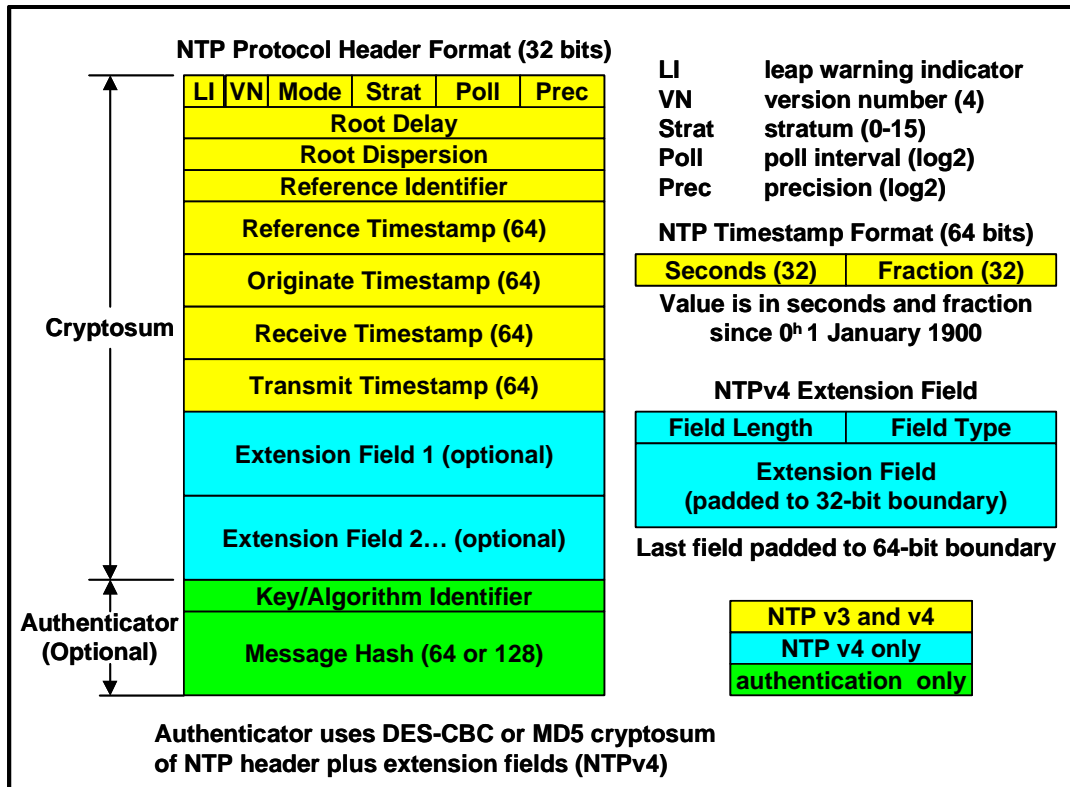 NTP Protocol Header Format (32 bits)
LI VN Mode Strat Poll Prec
Root Delay
Root Dispersion
Reference Identifier
Reference Timestamp (64)
Originate Timestamp (64)
Receive Timestamp (64)
Transmit Timestamp (64)
Extension Field 1 (optional)
Extension Field 2… (optional)
Key/Algorithm Identifier
Message Hash (64 or 128)
Cryptosum
Authenticator
(Optional)
LI leap warning indicator
VN version number (4)
Strat stratum (0-15)
Poll poll interval (log2)
Prec precision (log2)
NTP Timestamp Format (64 bits)
Seconds (32) Fraction (32)
Value is in seconds and fraction
since 0ʰ 1 January 1900
NTPv4 Extension Field
Field Length Field Type
Extension Field
(padded to 32-bit boundary)
Last field padded to 64-bit boundary
NTP v3 and v4
NTP v4 only
authentication only
Authenticator uses DES-CBC or MD5 cryptosum
of NTP header plus extension fields (NTPv4)